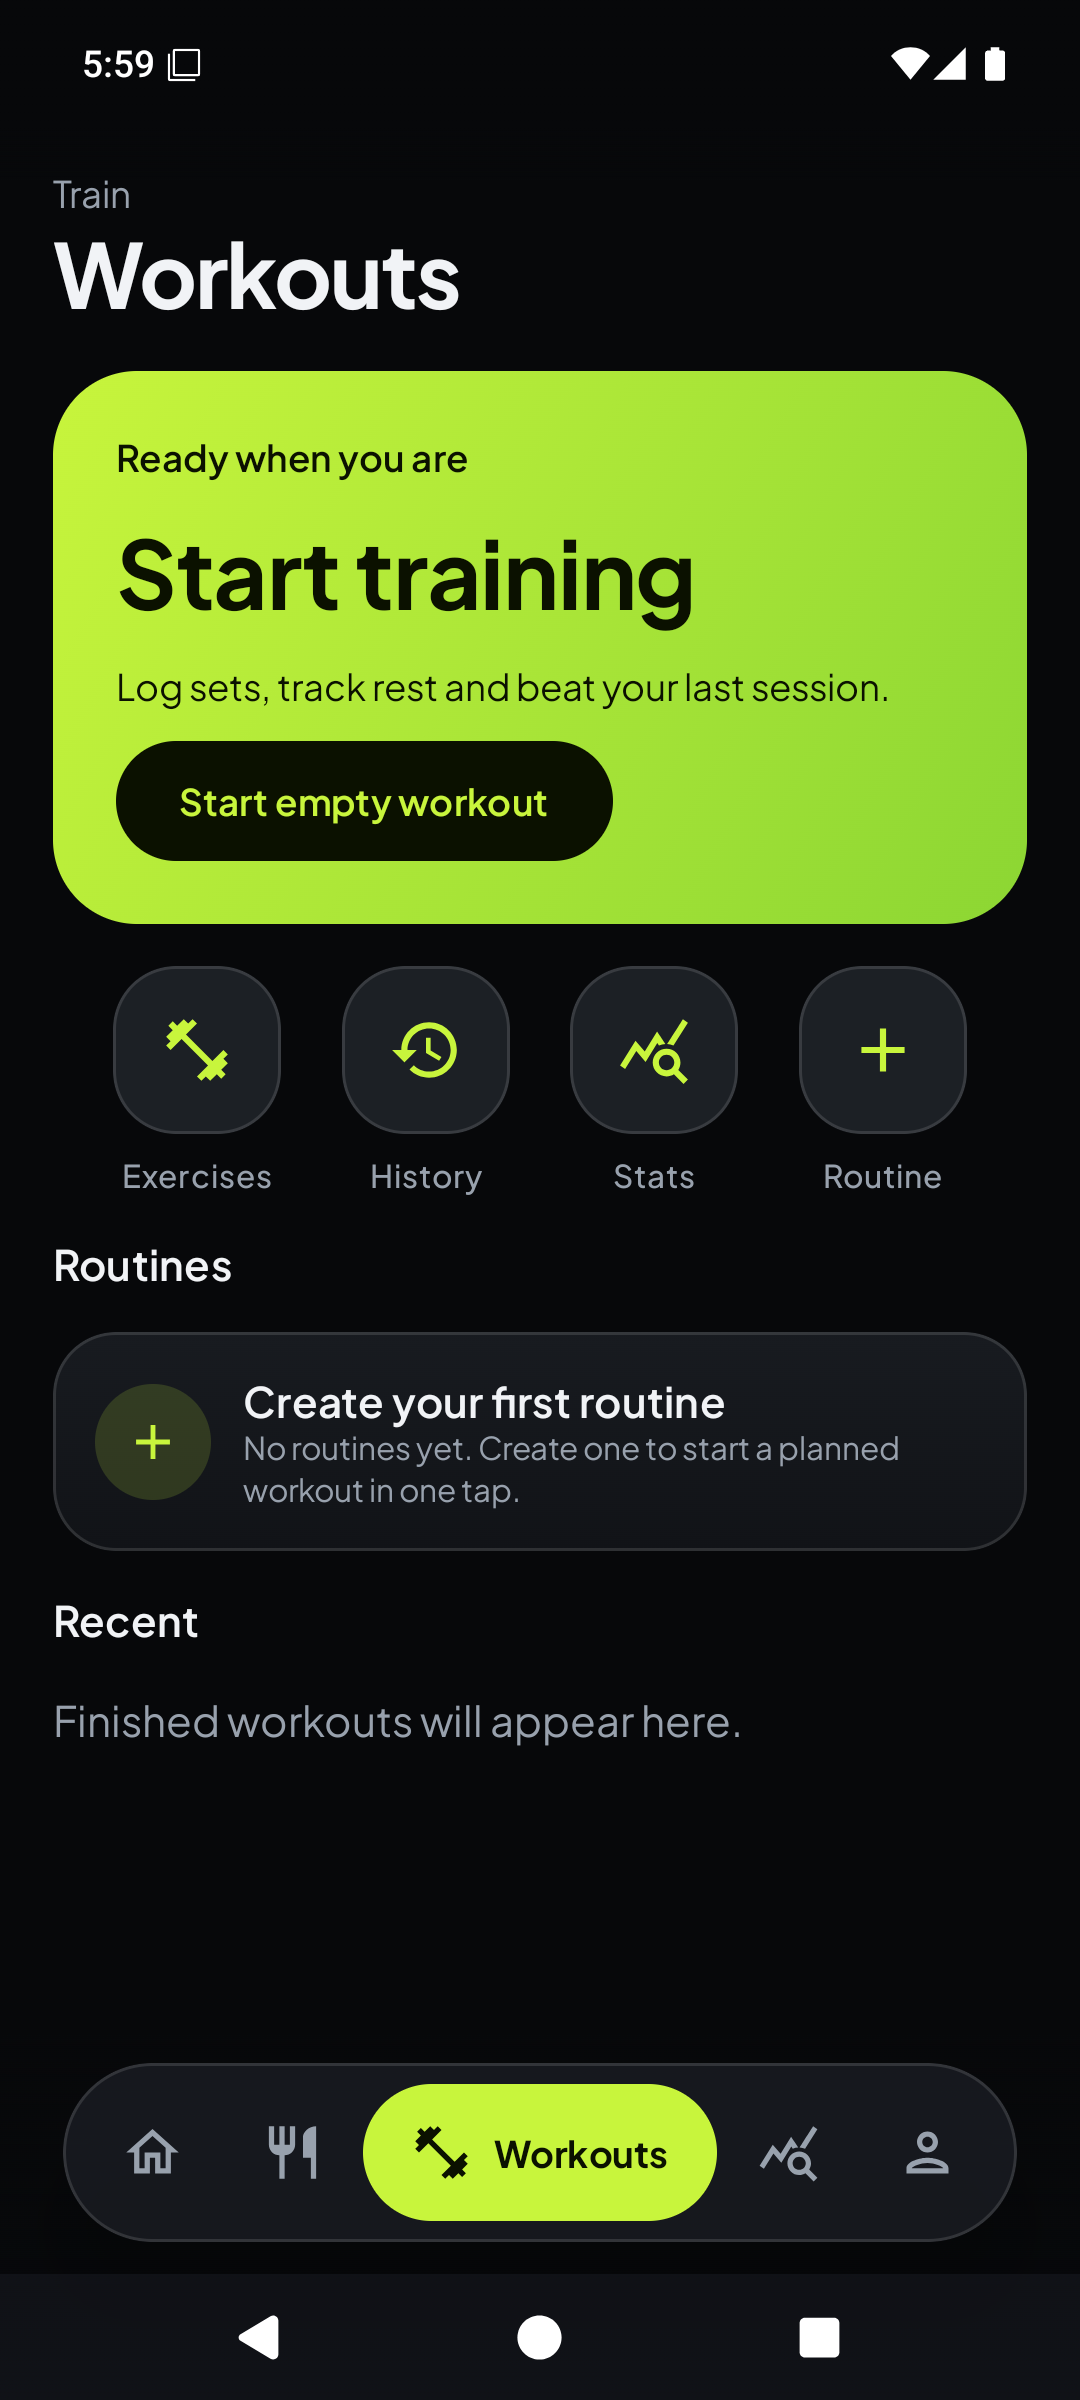 5:59
Train
Workouts
Ready when you are
Start training
Log sets, track rest and beat your last session.
Start empty workout
Exercises
History
Stats
Routine
Routines
Create your first routine
No routines yet. Create one to start a planned
workout in one tap.
Recent
Finished workouts will appear here.
Workouts